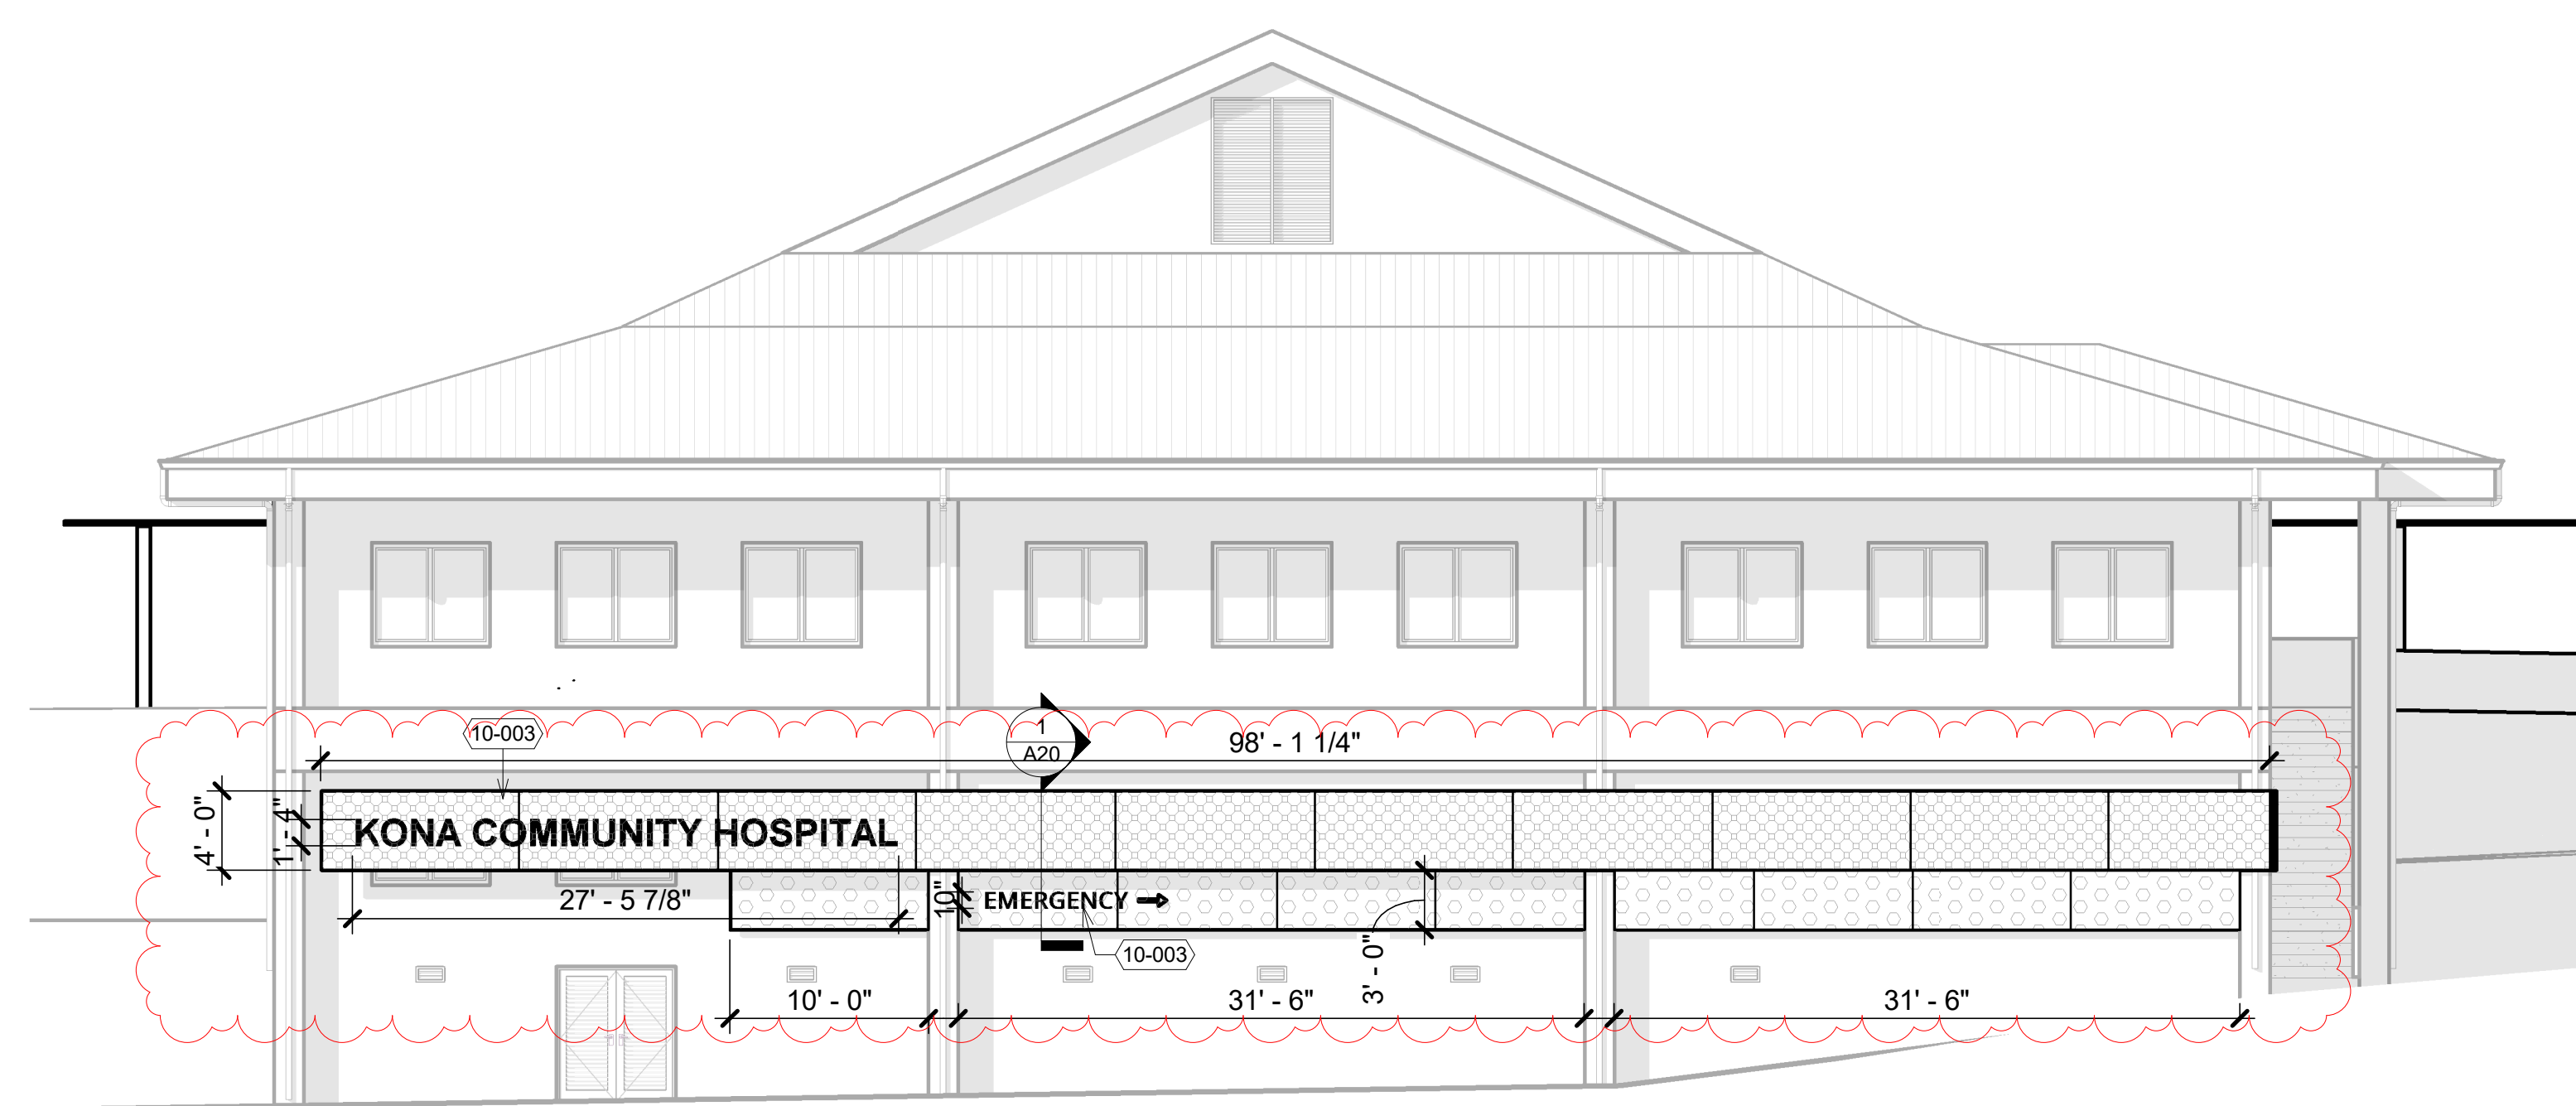 10-003
1
A20
98' - 1 1/4"
4' - 0"
1' - 4"
KONA COMMUNITY HOSPITAL
27' - 5 7/8"
10"
EMERGENCY
10-003
3' - 0"
10' - 0"
31' - 6"
31' - 6"